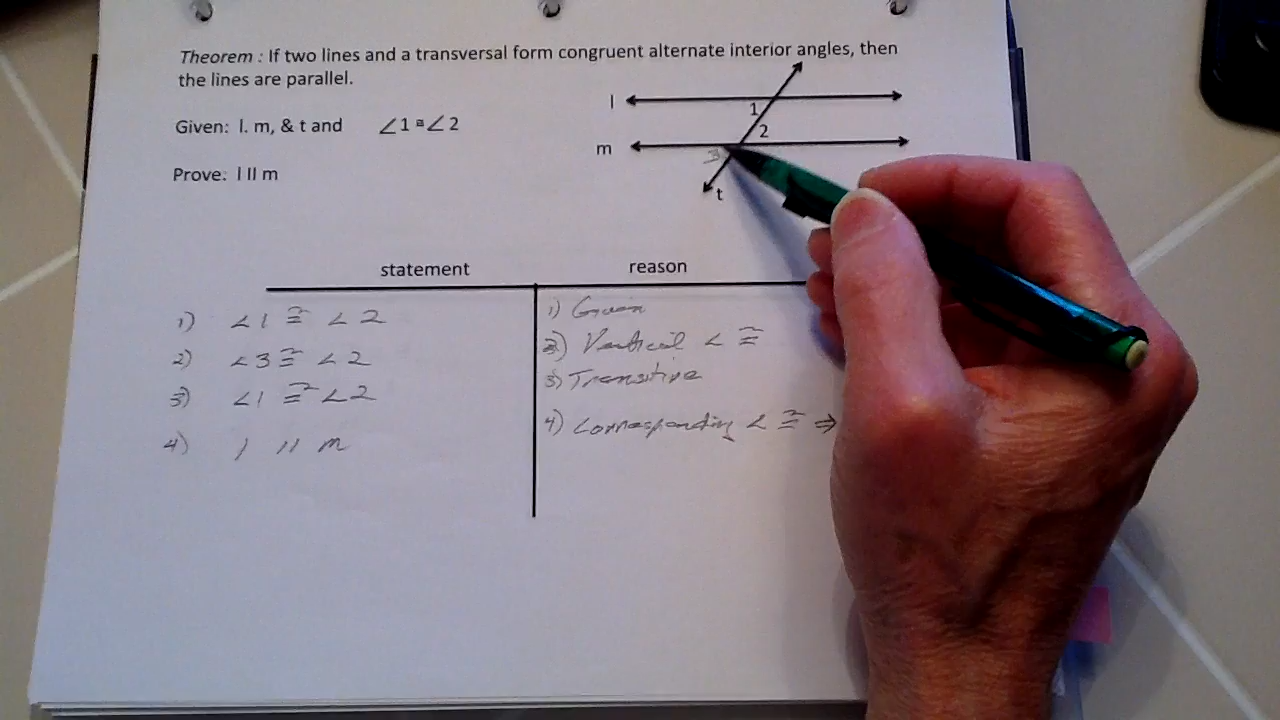 Theorem : If two lines and a transversal form congruent alternate interior angles, then
the lines are parallel.
Given: l. m, & t and ∠1 ≅ ∠2
Prove: l ll m
l
1
2
m
3
t
statement
reason
1) ∠1 ≅ ∠2
1) Given
2) ∠3 ≅ ∠2
2) Vertical ∠ ≅
3) ∠1 ≅ ∠2
3) Transitive
4) l // m
4) Corresponding ∠ ≅ ⇒